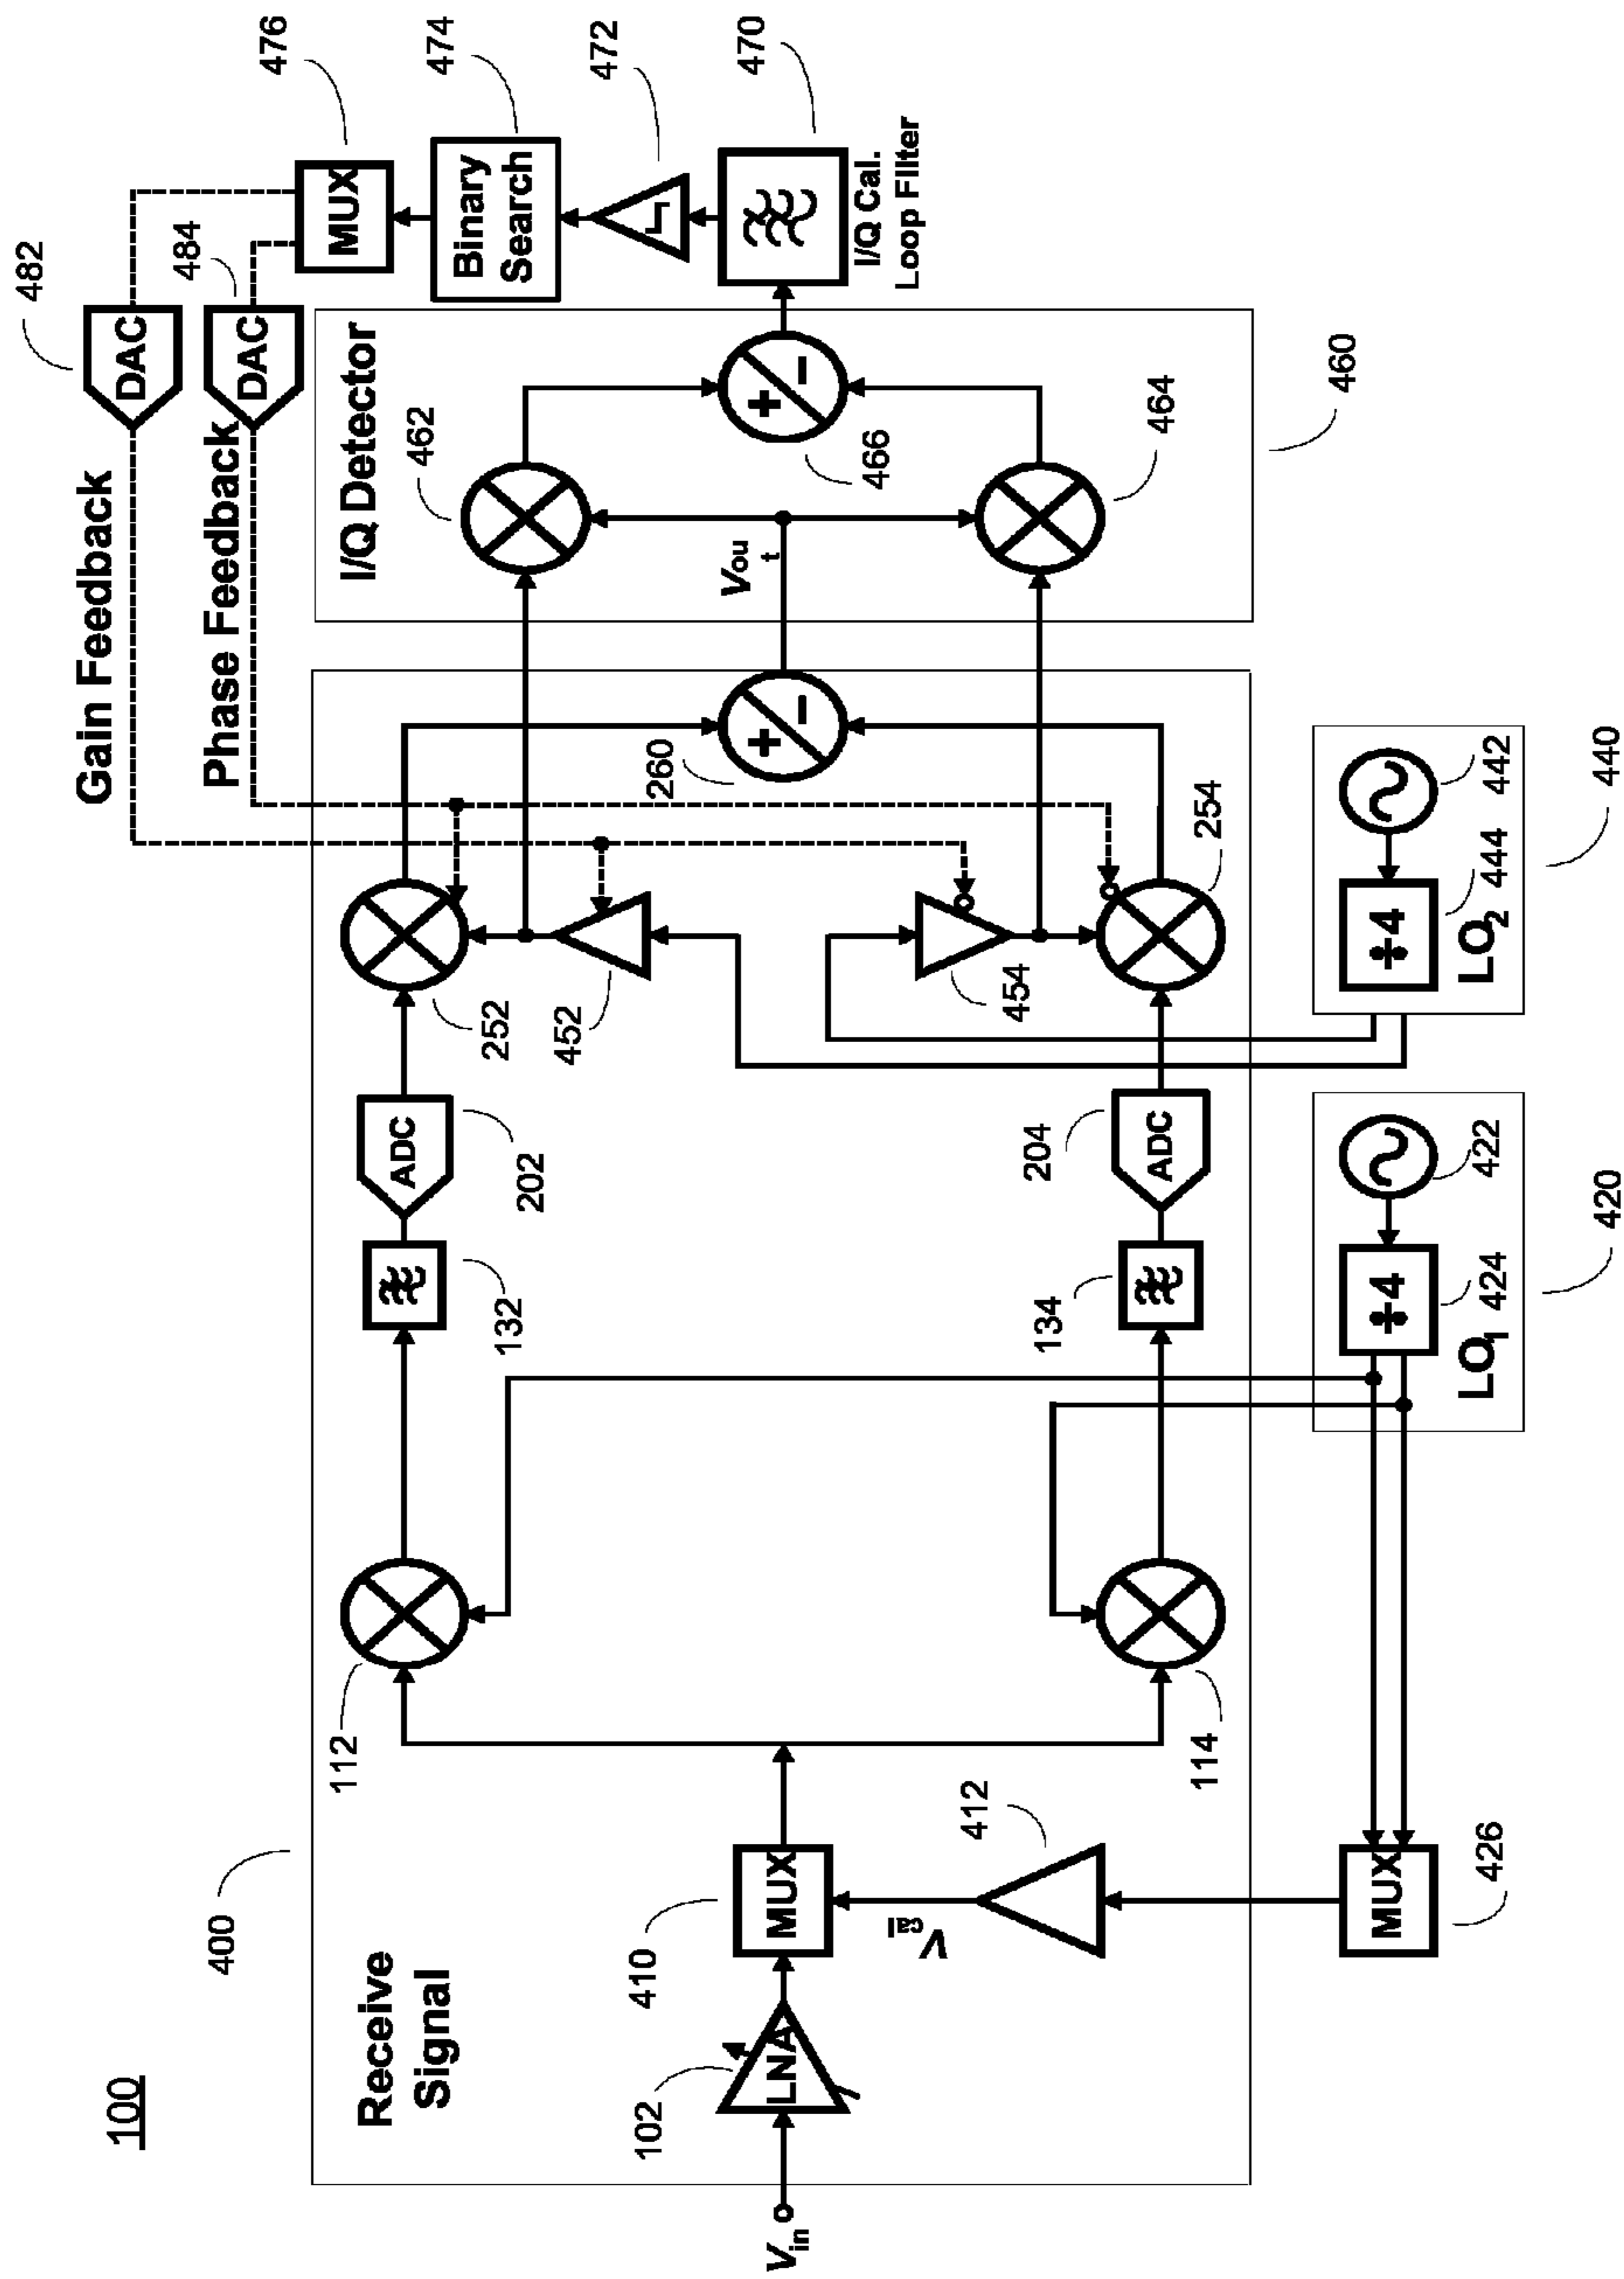 100
Receive
Signal
400
V in
102
LNA
410
MUX
V cal
412
426
MUX
112
114
LO1
424
÷4
422
420
132
134
202
ADC
204
ADC
252
452
454
254
LO2
444
÷4
442
440
260
Gain Feedback
Phase Feedback
I/Q Detector
Vou
t
462
464
466
460
482
DAC
484
DAC
476
MUX
474
Binary
Search
472
470
I/Q Cal.
Loop Filter